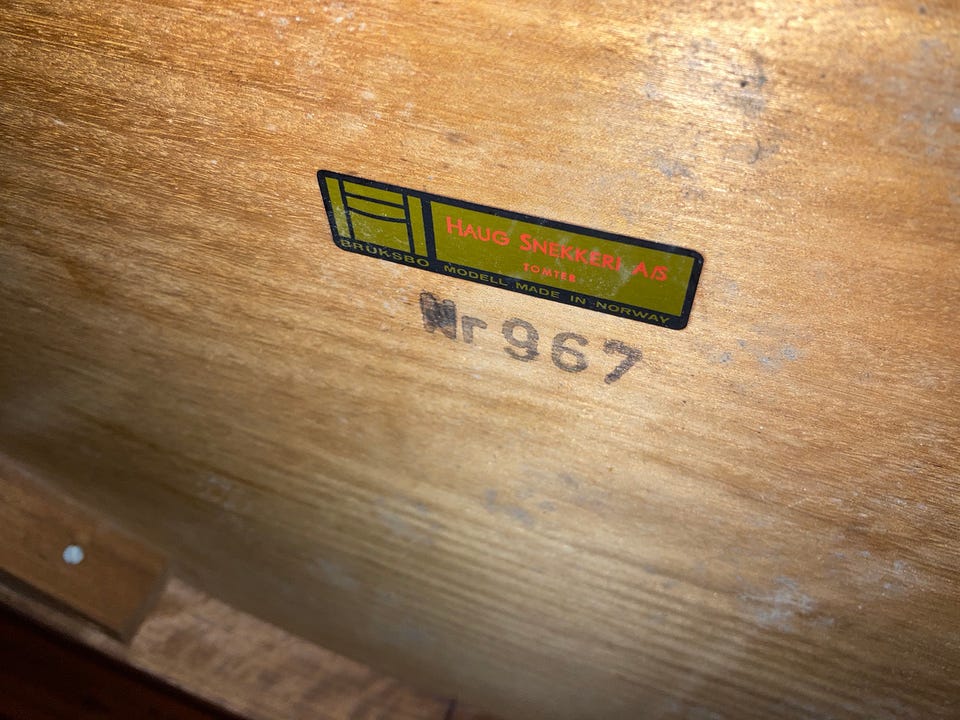 HAUG SNEKKERI A/S
TOMTER
BRUKSBO MODELL MADE IN NORWAY
Nr 967